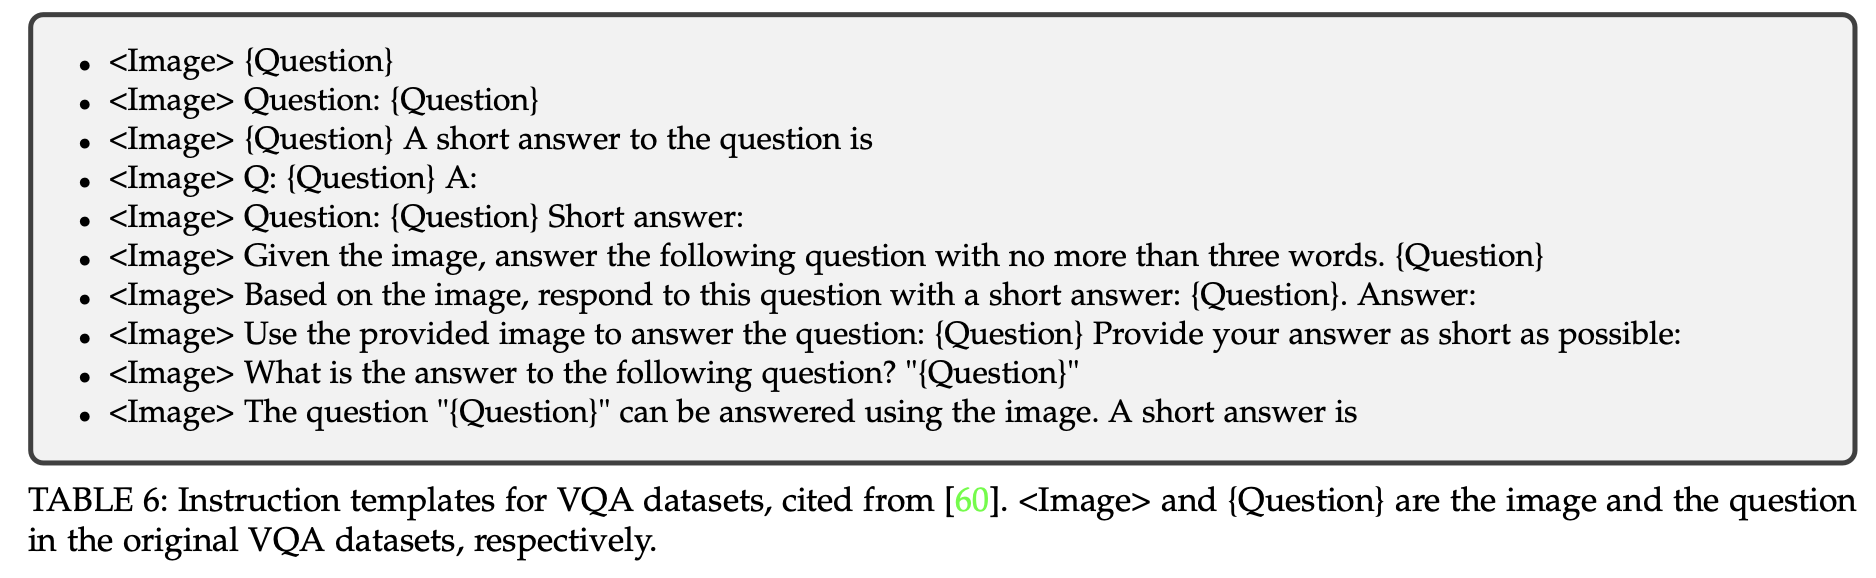 • <Image> {Question}
• <Image> Question: {Question}
• <Image> {Question} A short answer to the question is
• <Image> Q: {Question} A:
• <Image> Question: {Question} Short answer:
• <Image> Given the image, answer the following question with no more than three words. {Question}
• <Image> Based on the image, respond to this question with a short answer: {Question}. Answer:
• <Image> Use the provided image to answer the question: {Question} Provide your answer as short as possible:
• <Image> What is the answer to the following question? "{Question}"
• <Image> The question "{Question}" can be answered using the image. A short answer is
TABLE 6: Instruction templates for VQA datasets, cited from [60]. <Image> and {Question} are the image and the question
in the original VQA datasets, respectively.